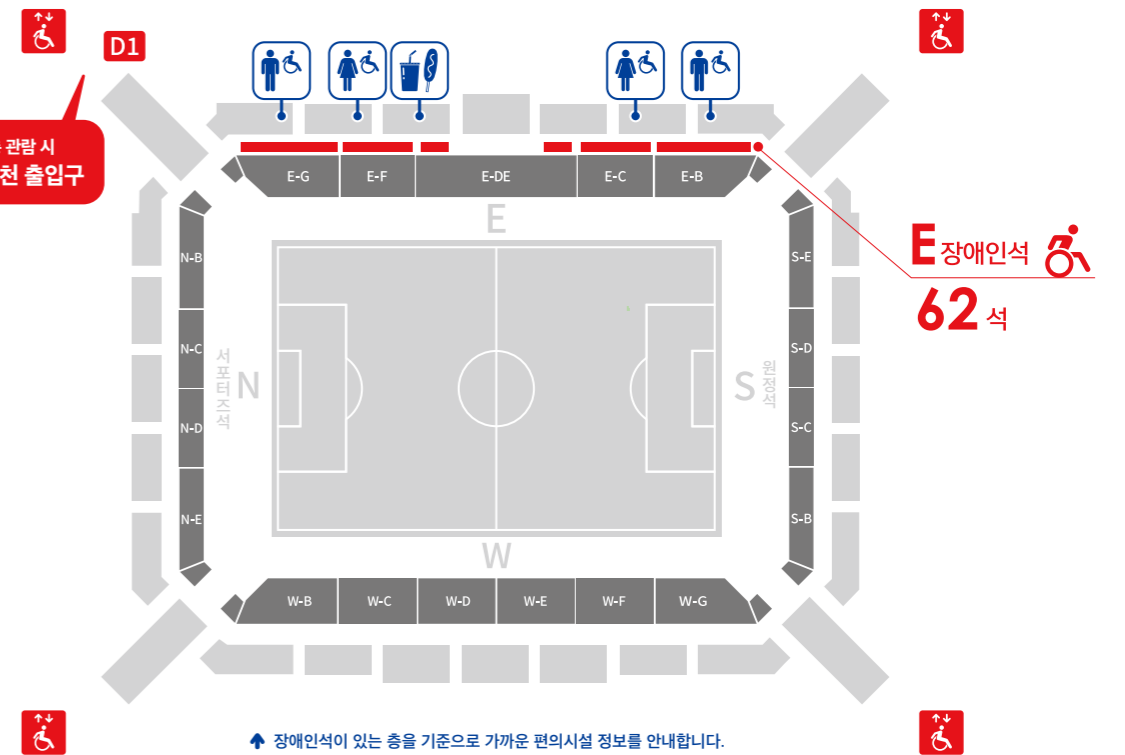 D1
관람 시
천 출입구
E-G
E-F
E-DE
E-C
E-B
E
E 장애인석
62 석
N-B
N-C
N-D
N-E
서포터즈석
N
S
원정석
S-E
S-D
S-C
S-B
W
W-B
W-C
W-D
W-E
W-F
W-G
장애인석이 있는 층을 기준으로 가까운 편의시설 정보를 안내합니다.